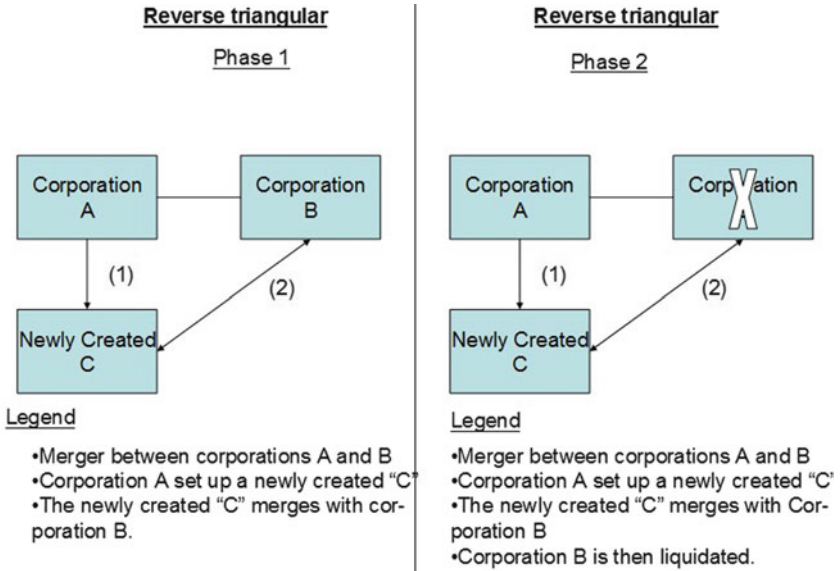 Reverse triangular
Phase 1
Corporation
A
Corporation
B
(1)
(2)
Newly Created
C
Legend
•Merger between corporations A and B
•Corporation A set up a newly created “C”
•The newly created “C” merges with cor-
poration B.
Reverse triangular
Phase 2
Corporation
A
X
(1)
(2)
Newly Created
C
Legend
•Merger between corporations A and B
•Corporation A set up a newly created “C”
•The newly created “C” merges with Cor-
poration B
•Corporation B is then liquidated.